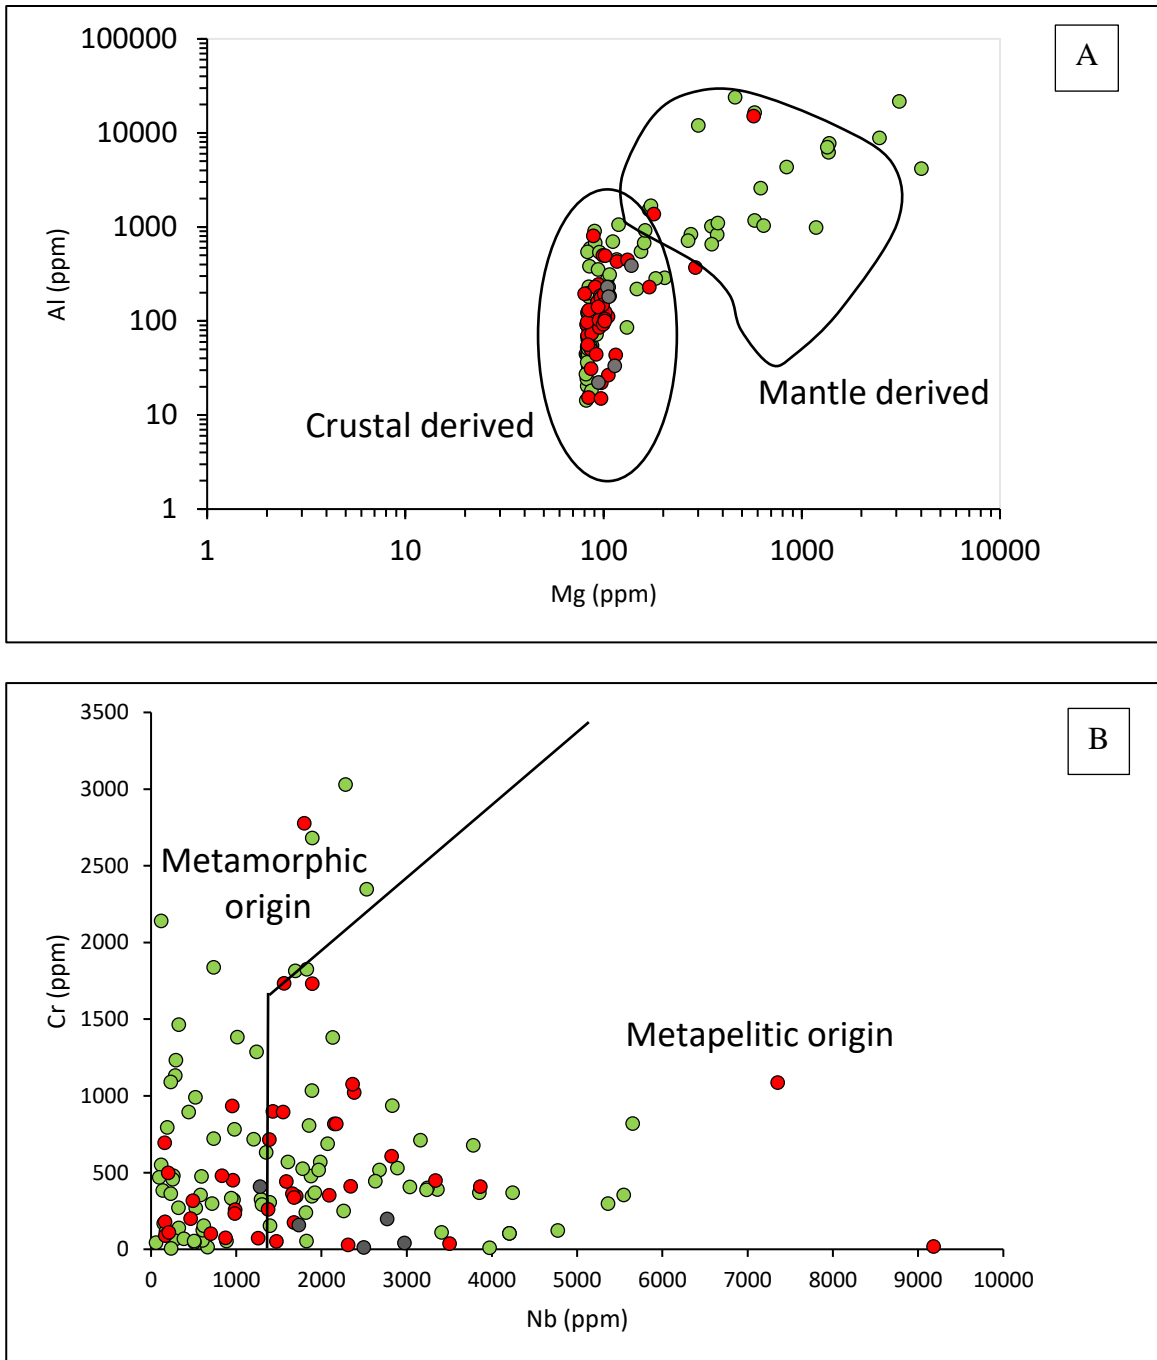 A
100000
10000
1000
100
10
1
Al (ppm)
Crustal derived
Mantle derived
1 10 100 1000 10000
Mg (ppm)
B
3500
3000
2500
2000
1500
1000
500
0
Cr (ppm)
Metamorphic
origin
Metapelitic origin
0 1000 2000 3000 4000 5000 6000 7000 8000 9000 10000
Nb (ppm)